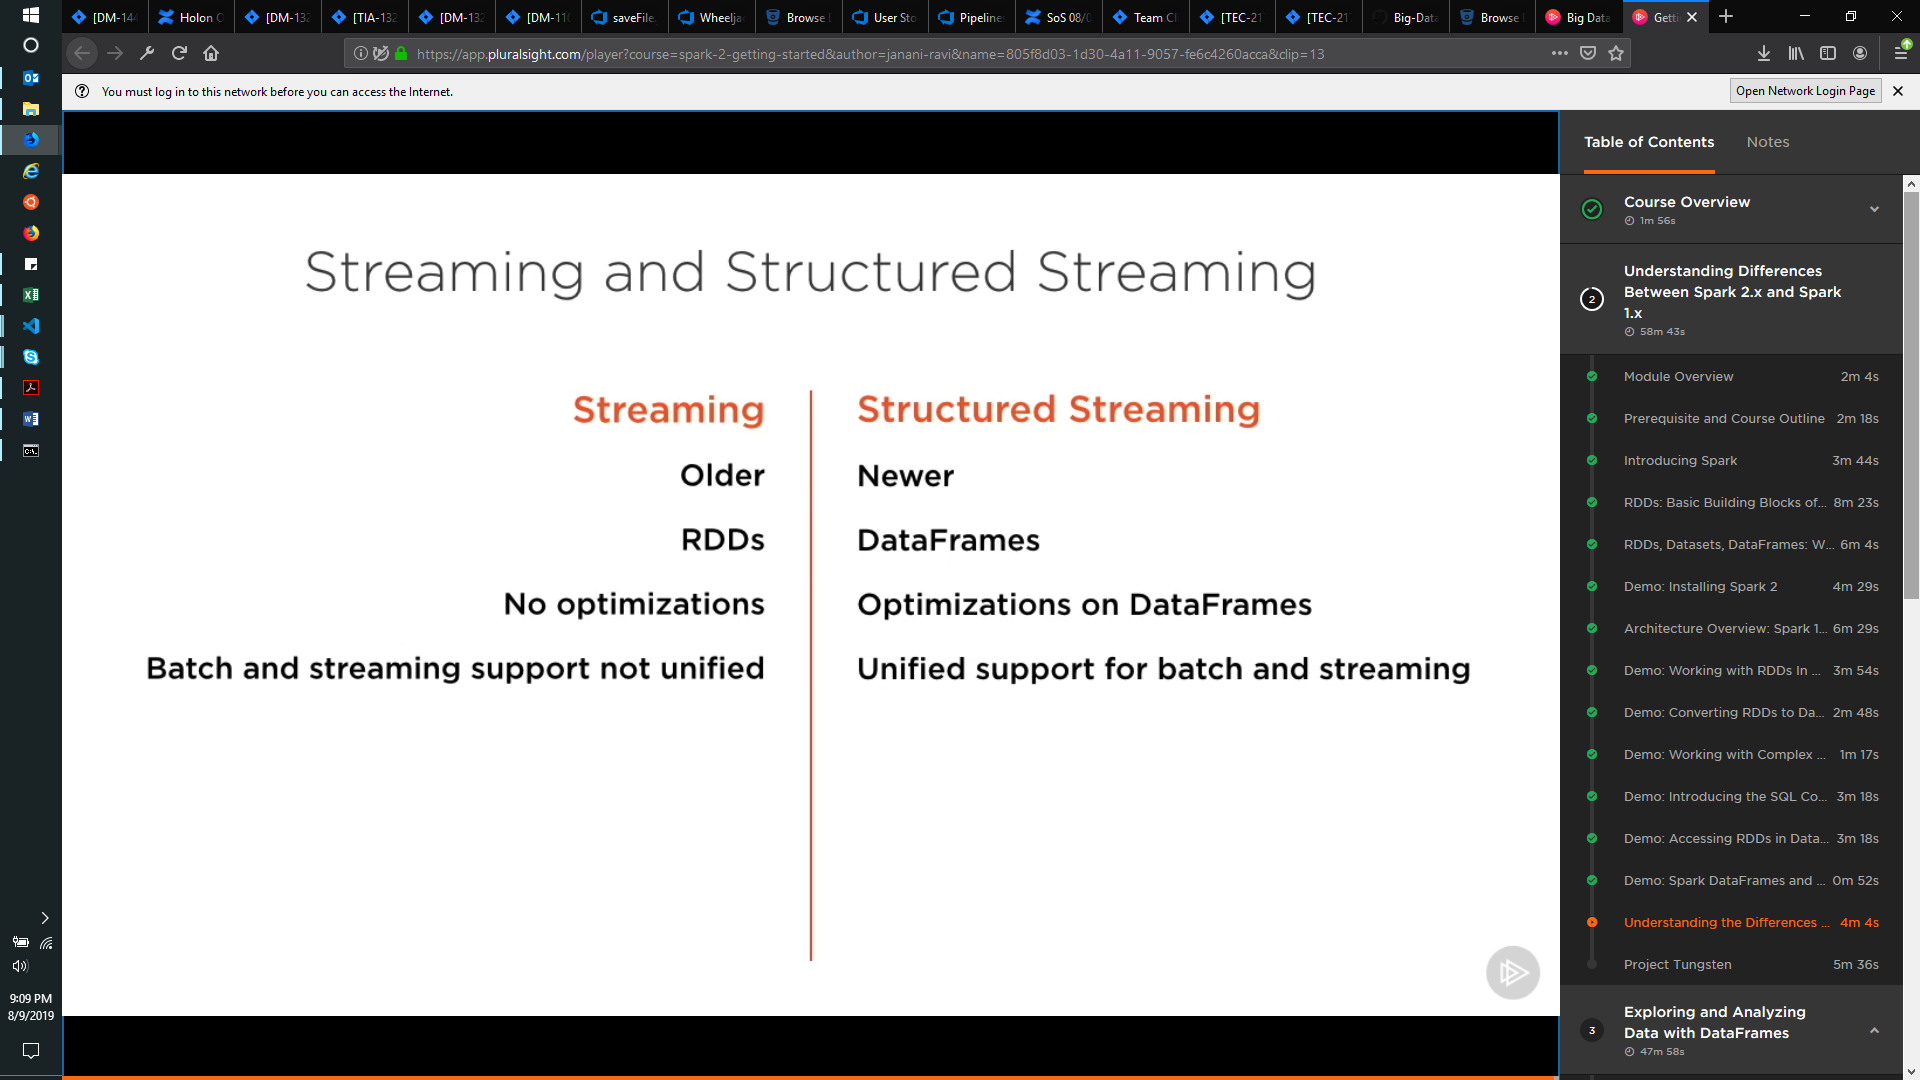 [DM-144
Holon O
[DM-132
[TIA-132
[DM-132
[DM-110
saveFile.
Wheeljac
Browse D
User Sto
Pipelines
SoS 08/0
Team Cl
[TEC-21
[TEC-21
Big-Data
Browse
Big Data
Getti
https://app.pluralsight.com/player?course=spark-2-getting-started&author=janani-ravi&name=805f8d03-1d30-4a11-9057-fe6c4260acca&clip=13
You must log in to this network before you can access the Internet.
Open Network Login Page
Streaming and Structured Streaming
Streaming
Structured Streaming
Older
Newer
RDDs
DataFrames
No optimizations
Optimizations on DataFrames
Batch and streaming support not unified
Unified support for batch and streaming
Table of Contents
Notes
Course Overview
1m 56s
2
Understanding Differences
Between Spark 2.x and Spark
1.x
58m 43s
Module Overview 2m 4s
Prerequisite and Course Outline 2m 18s
Introducing Spark 3m 44s
RDDs: Basic Building Blocks of... 8m 23s
RDDs, Datasets, DataFrames: W... 6m 4s
Demo: Installing Spark 2 4m 29s
Architecture Overview: Spark 1... 6m 29s
Demo: Working with RDDs In ... 3m 54s
Demo: Converting RDDs to Da... 2m 48s
Demo: Working with Complex ... 1m 17s
Demo: Introducing the SQL Co... 3m 18s
Demo: Accessing RDDs in Data... 3m 18s
Demo: Spark DataFrames and ... 0m 52s
Understanding the Differences ... 4m 4s
Project Tungsten 5m 36s
3
Exploring and Analyzing
Data with DataFrames
47m 58s
9:09 PM
8/9/2019